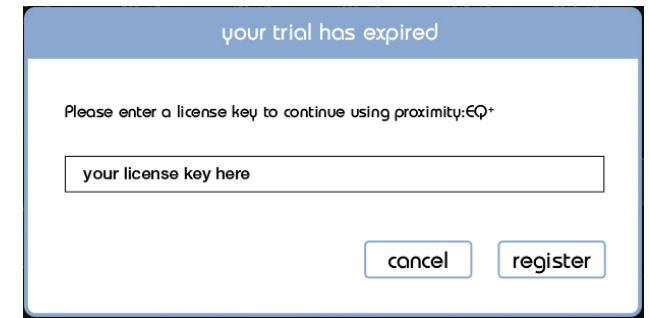 your trial has expired
Please enter a license key to continue using proximity:EQ+
your license key here
cancel register